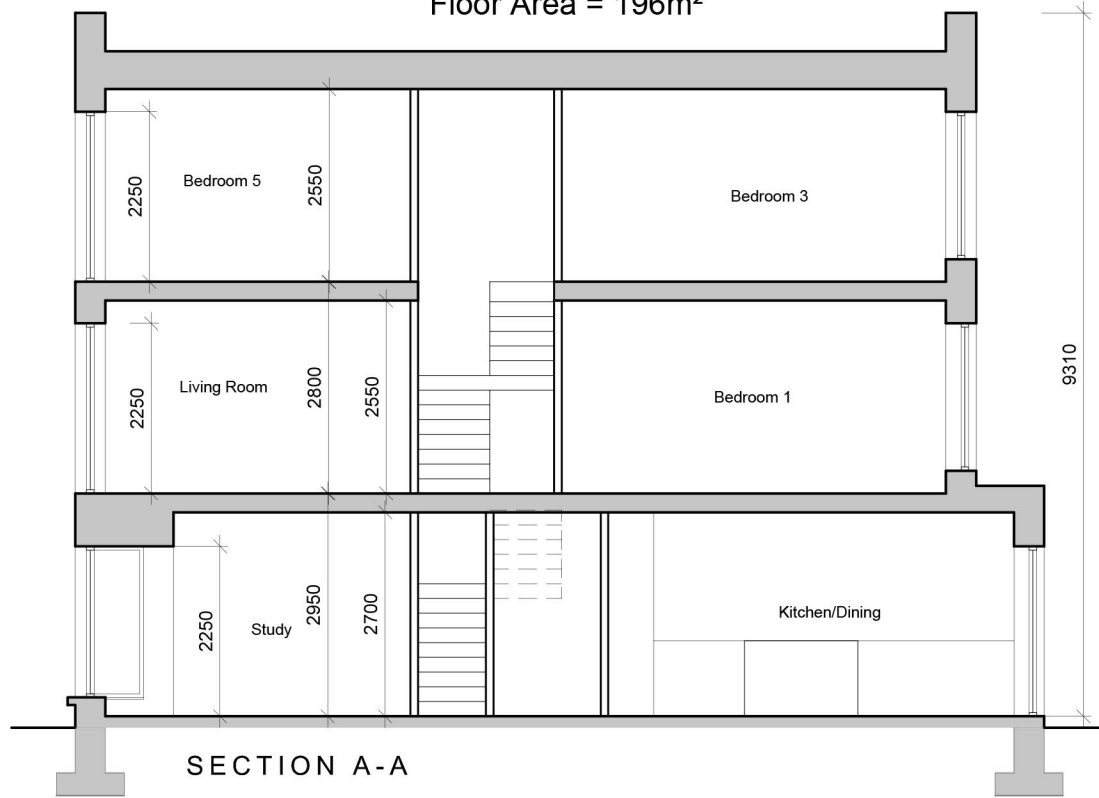 Floor Area = 196m²
2250
Bedroom 5
2550
Bedroom 3
2250
Living Room
2800
2550
Bedroom 1
9310
2250
Study
2950
2700
Kitchen/Dining
SECTION A-A